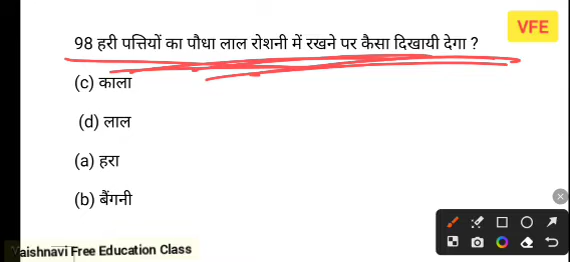 VFE
98 हरी पत्तियों का पौधा लाल रोशनी में रखने पर कैसा दिखायी देगा ?
(c) काला
(d) लाल
(a) हरा
(b) बैंगनी
Vaishnavi Free Education Class